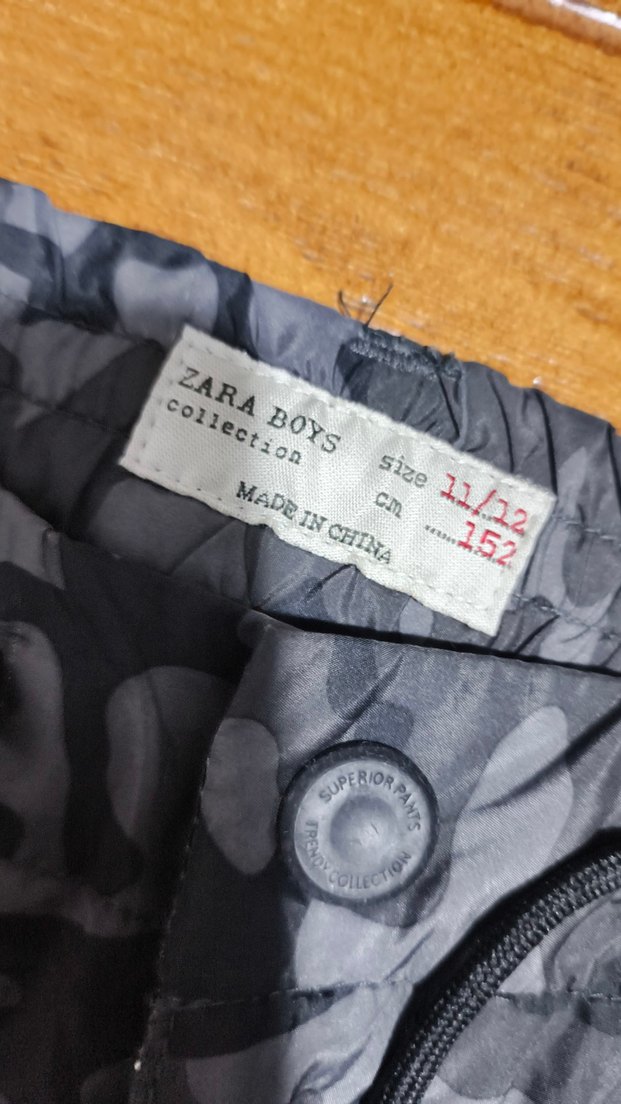 ZARA BOYS
collection
size 11/12
cm 152
MADE IN CHINA
SUPERIOR PANTS
TRENDY COLLECTION